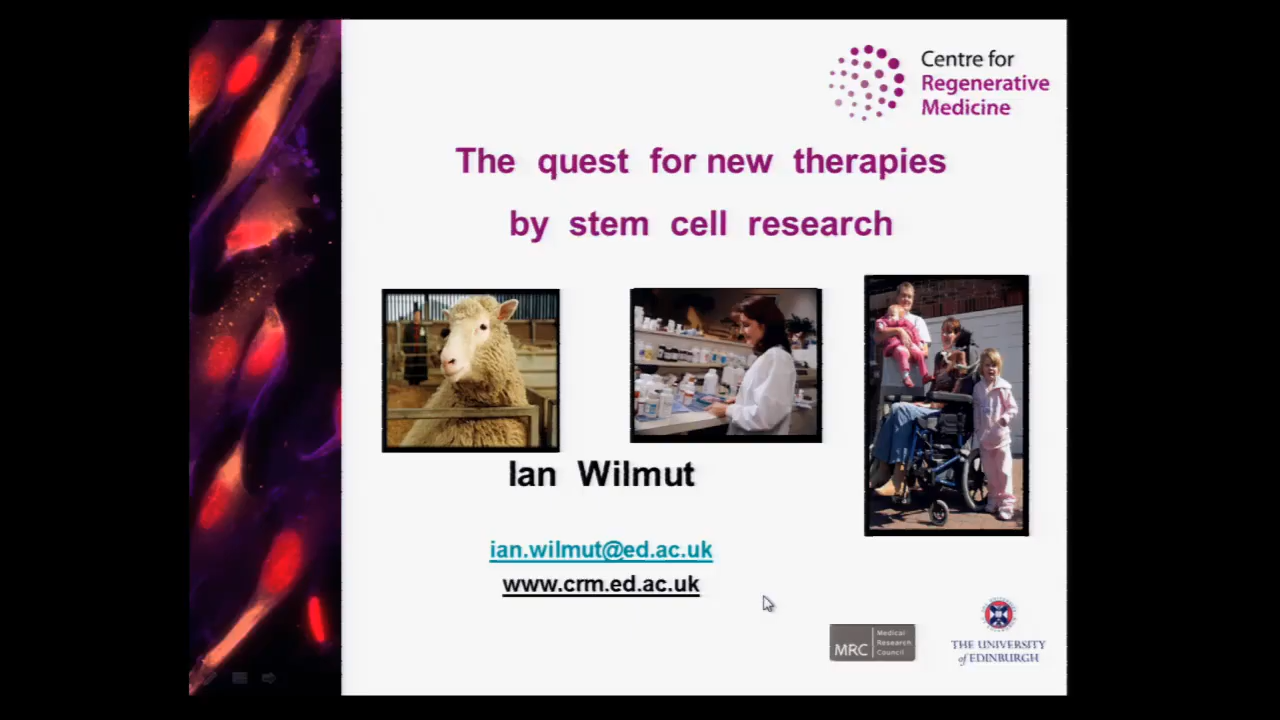 Centre for
Regenerative
Medicine
The quest for new therapies
by stem cell research
Ian Wilmut
ian.wilmut@ed.ac.uk
www.crm.ed.ac.uk
MRC
Medical
Research
Council
THE UNIVERSITY
of EDINBURGH